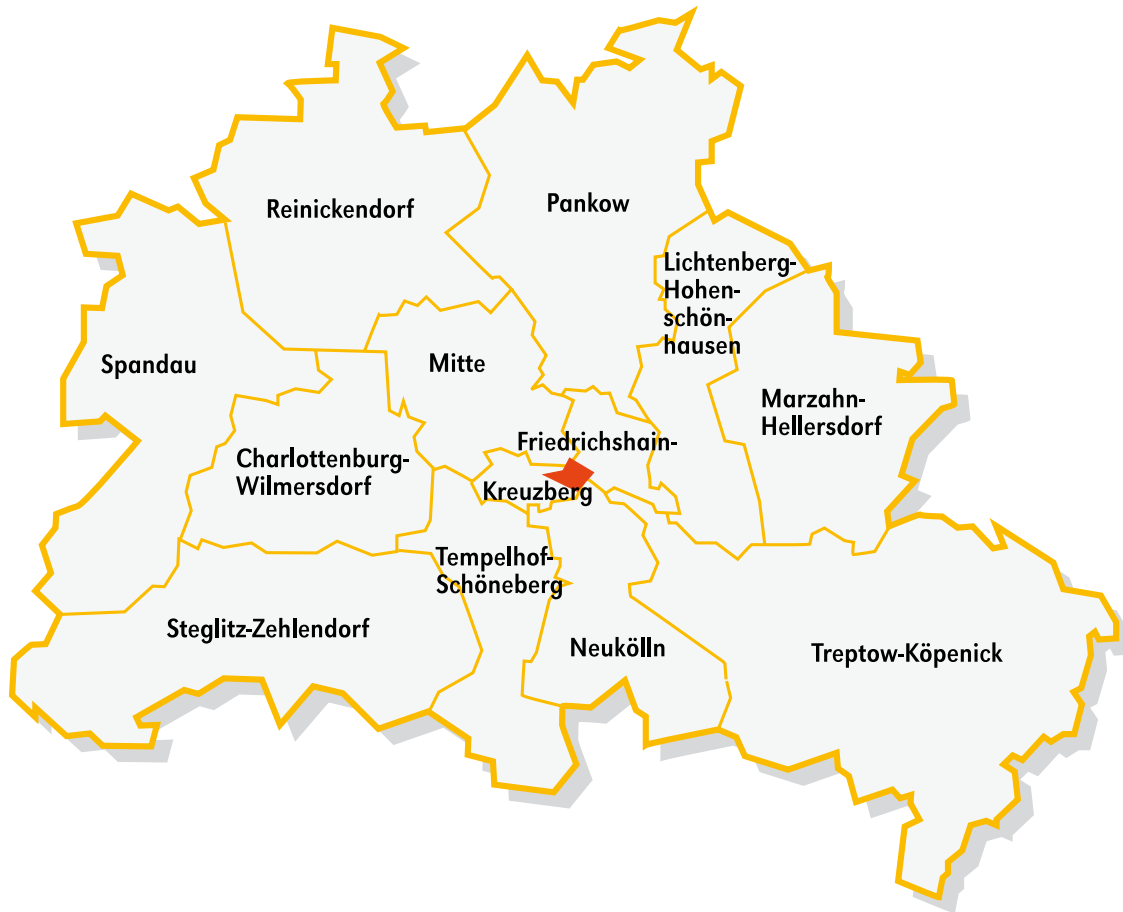 Reinickendorf
Pankow
Lichtenberg-
Hohen-
schön-
hausen
Spandau
Mitte
Marzahn-
Hellersdorf
Friedrichshain-
Kreuzberg
Charlottenburg-
Wilmersdorf
Tempelhof-
Schöneberg
Steglitz-Zehlendorf
Neukölln
Treptow-Köpenick